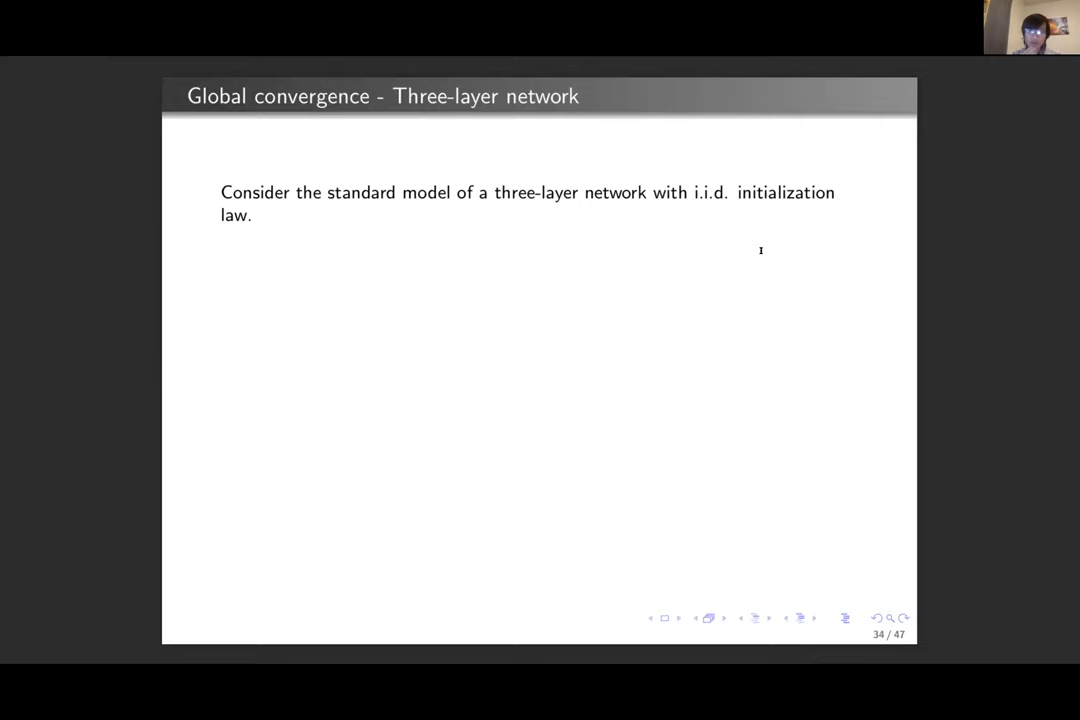 Global convergence - Three-layer network
Consider the standard model of a three-layer network with i.i.d. initialization
law.
34 / 47